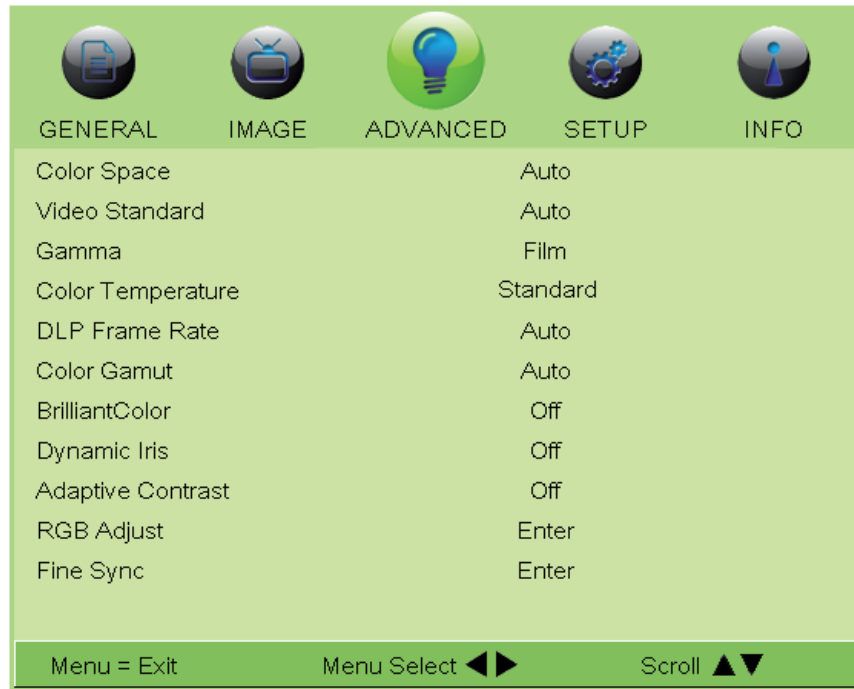 GENERAL IMAGE ADVANCED SETUP INFO
Color Space Auto
Video Standard Auto
Gamma Film
Color Temperature Standard
DLP Frame Rate Auto
Color Gamut Auto
BrilliantColor Off
Dynamic Iris Off
Adaptive Contrast Off
RGB Adjust Enter
Fine Sync Enter
Menu = Exit Menu Select ◀▶ Scroll ▲▼